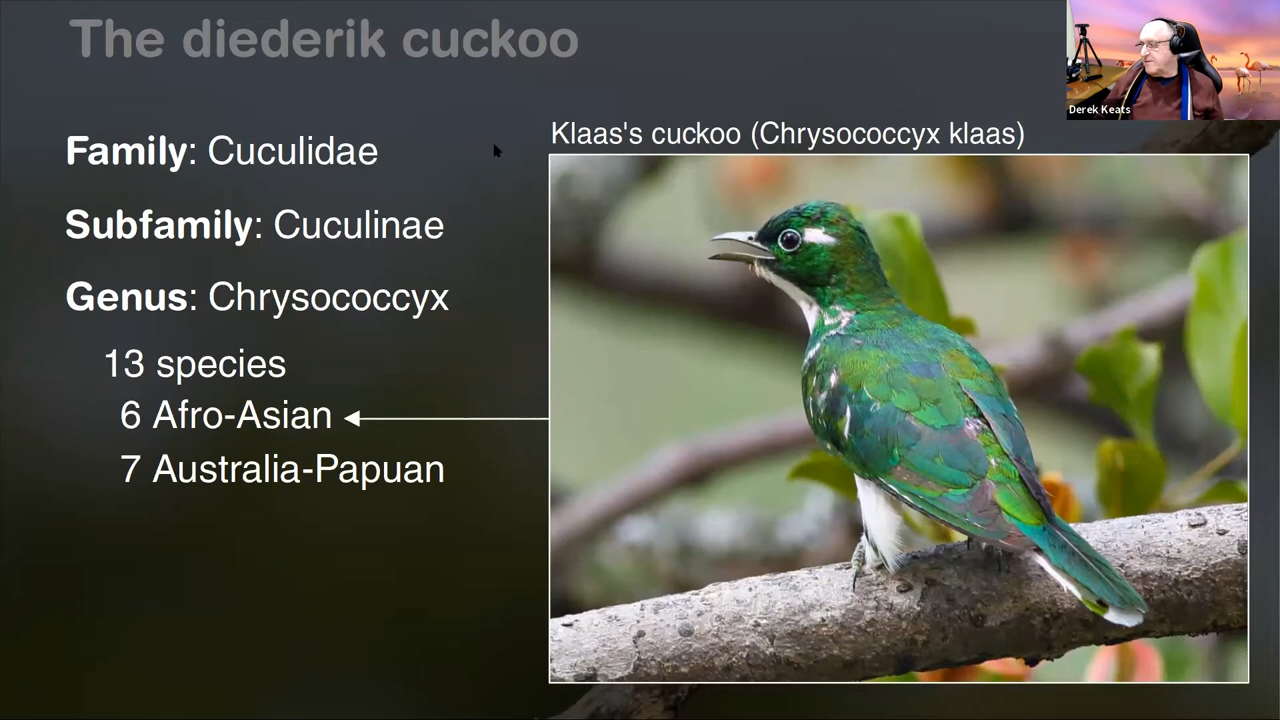 The diederik cuckoo
Derek Keats
Family: Cuculidae
Klaas's cuckoo (Chrysococcyx klaas)
Subfamily: Cuculinae
Genus: Chrysococcyx
13 species
6 Afro-Asian
7 Australia-Papuan